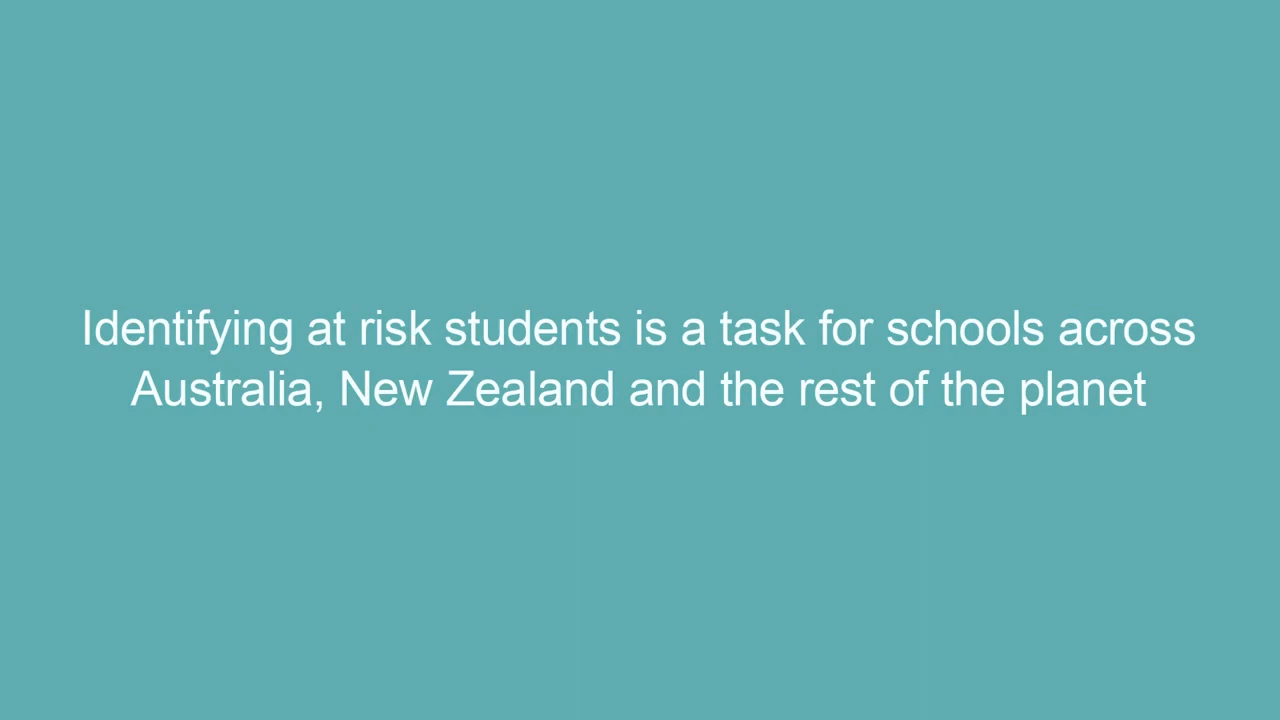 Identifying at risk students is a task for schools across
Australia, New Zealand and the rest of the planet